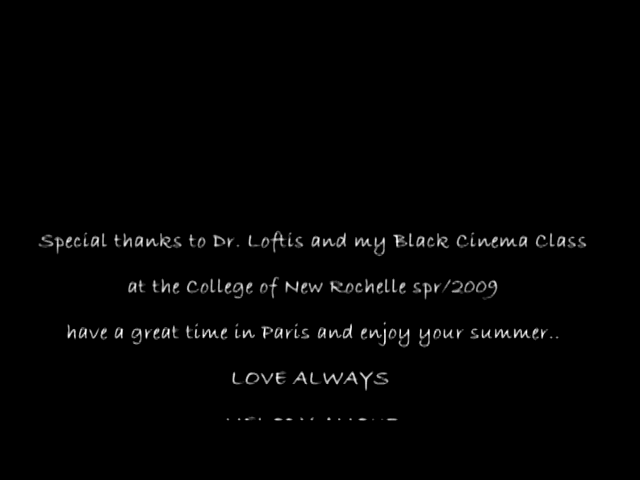 Special thanks to Dr. Loftis and my Black Cinema Class
at the College of New Rochelle spr/2009
have a great time in Paris and enjoy your summer..
LOVE ALWAYS